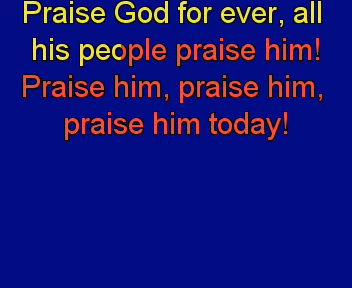 Praise God for ever, all
his people praise him!
Praise him, praise him,
praise him today!